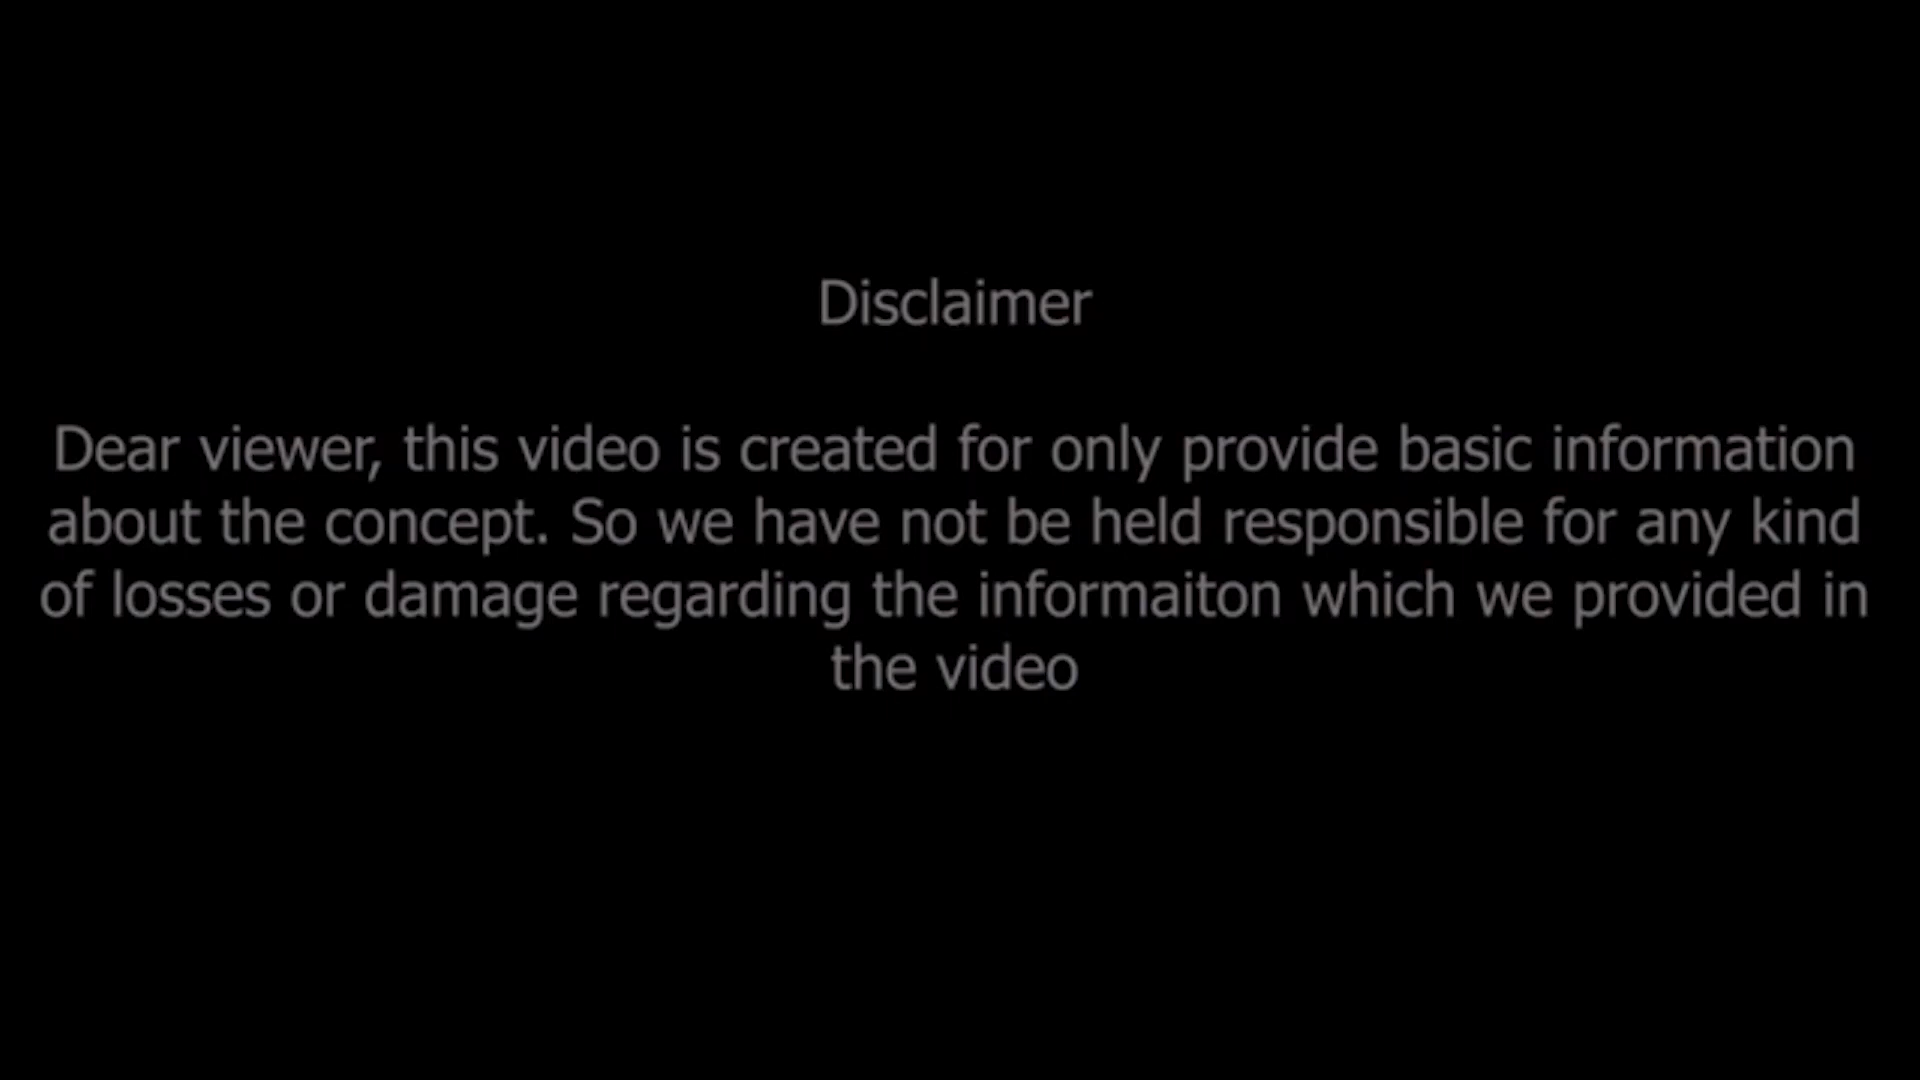 Disclaimer
Dear viewer, this video is created for only provide basic information
about the concept. So we have not be held responsible for any kind
of losses or damage regarding the informaiton which we provided in
the video